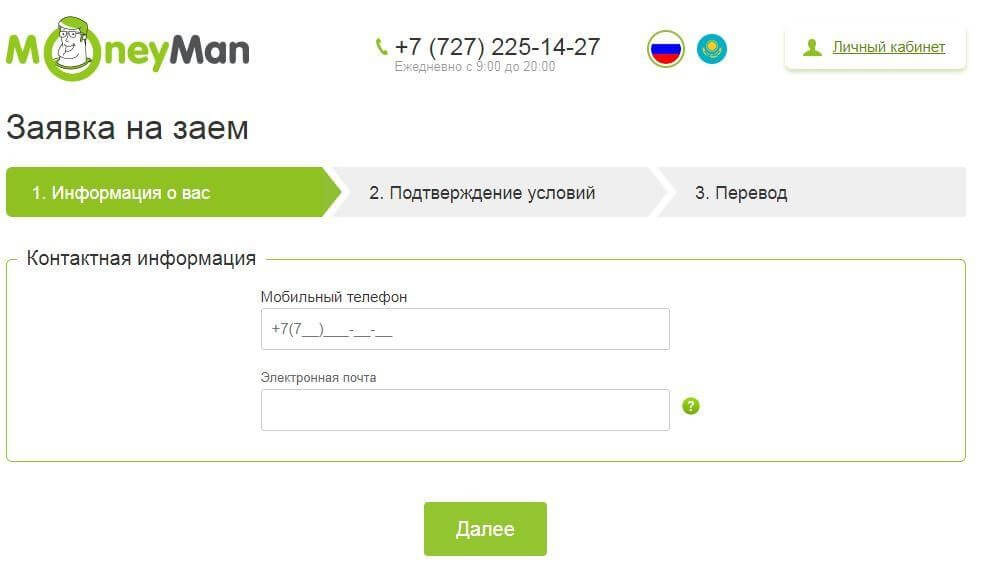 MoneyMan
+7 (727) 225-14-27
Ежедневно с 9:00 до 20:00
Личный кабинет
Заявка на заем
1. Информация о вас
2. Подтверждение условий
3. Перевод
Контактная информация
Мобильный телефон
+7(7__)___-__-__
Электронная почта
?
Далее